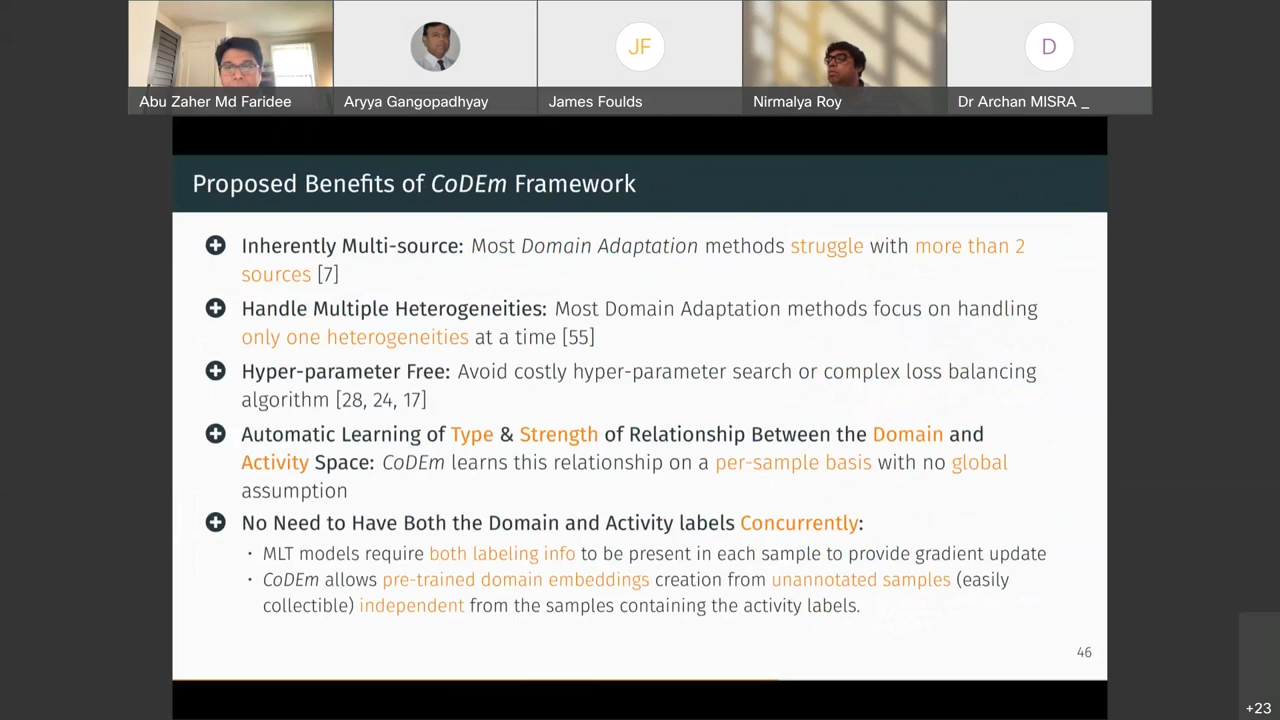 JF
D
Abu Zaher Md Faridee
Aryya Gangopadhyay
James Foulds
Nirmalya Roy
Dr Archan MISRA _
Proposed Benefits of CoDEm Framework
Inherently Multi-source: Most Domain Adaptation methods struggle with more than 2
sources [7]
Handle Multiple Heterogeneities: Most Domain Adaptation methods focus on handling
only one heterogeneities at a time [55]
Hyper-parameter Free: Avoid costly hyper-parameter search or complex loss balancing
algorithm [28, 24, 17]
Automatic Learning of Type & Strength of Relationship Between the Domain and
Activity Space: CoDEm learns this relationship on a per-sample basis with no global
assumption
No Need to Have Both the Domain and Activity labels Concurrently:
· MLT models require both labeling info to be present in each sample to provide gradient update
· CoDEm allows pre-trained domain embeddings creation from unannotated samples (easily
collectible) independent from the samples containing the activity labels.
46
+23